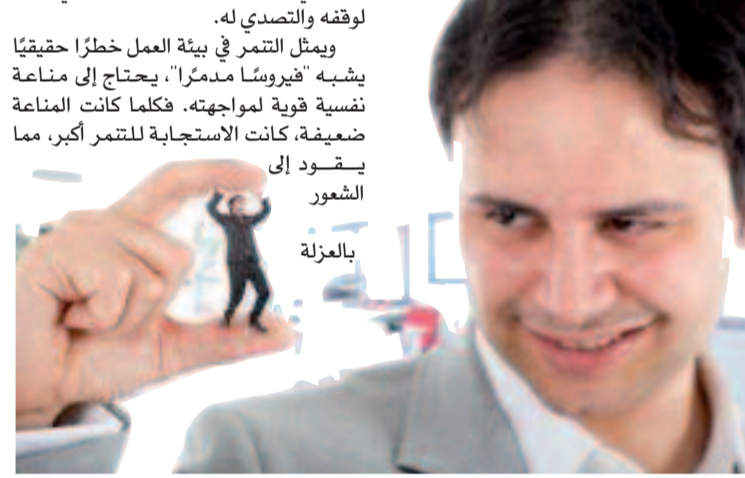 لوقفه والتصدي له.
ويمثل التنمر في بيئة العمل خطرًا حقيقيًا
يشبه "فيروسًا مدمرًا"، يحتاج إلى مناعة
نفسية قوية لمواجهته. فكلما كانت المناعة
ضعيفة، كانت الاستجابة للتنمر أكبر، مما
يقود إلى
الشعور
بالعزلة